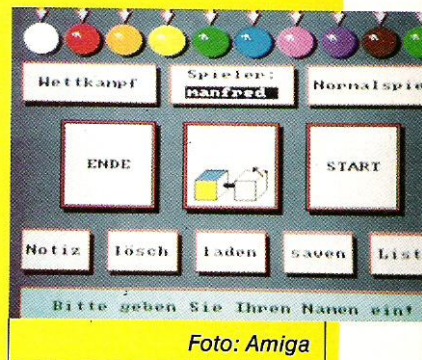 Wettkampf Spieler: Normalspie
manfred
ENDE START
Notiz lösch laden saven List
Bitte geben Sie Ihren Namen ein!
Foto: Amiga